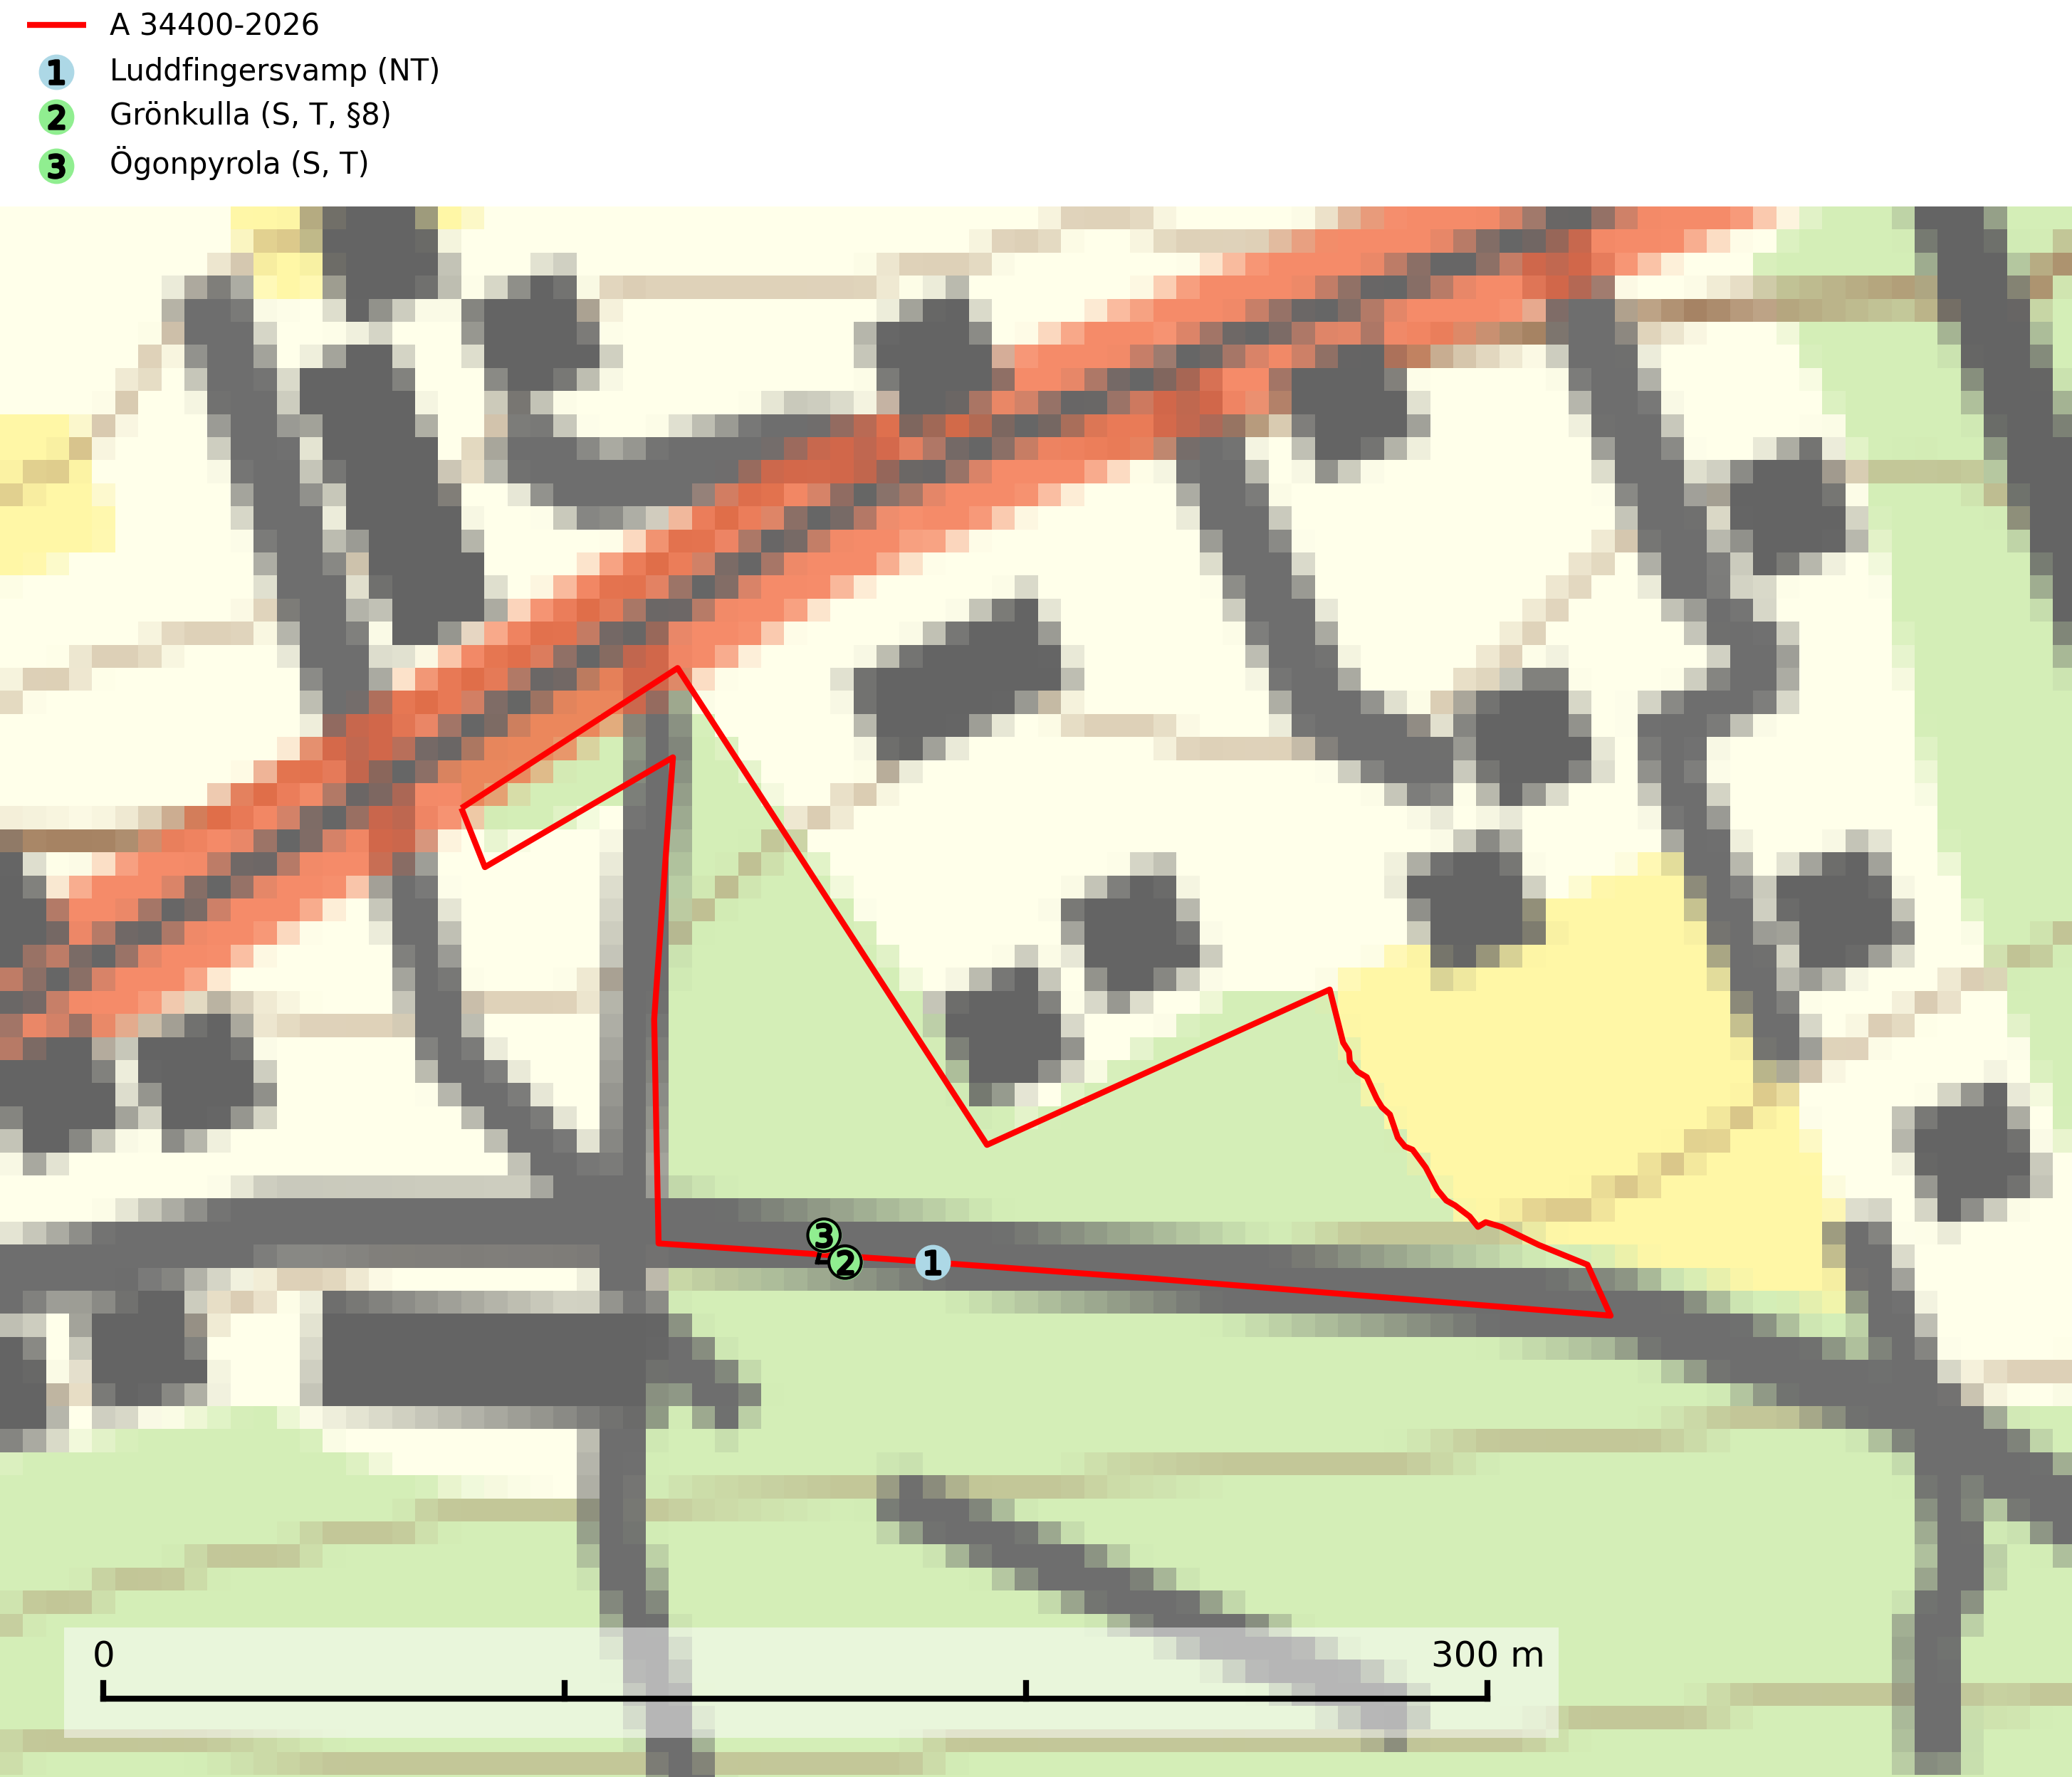 A 34400-2026
1 Luddfingersvamp (NT)
2 Grönkulla (S, T, §8)
3 Ögonpyrola (S, T)
3
2 1
0 300 m